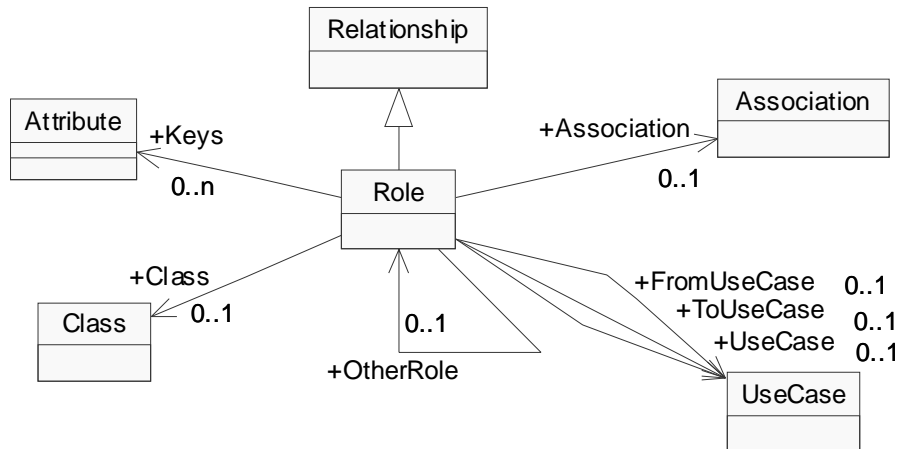 Relationship
Association
Attribute
+Keys
+Association
0..n
Role
0..1
+Class
0..1
Class
0..1
+OtherRole
+FromUseCase 0..1
+ToUseCase 0..1
+UseCase 0..1
UseCase